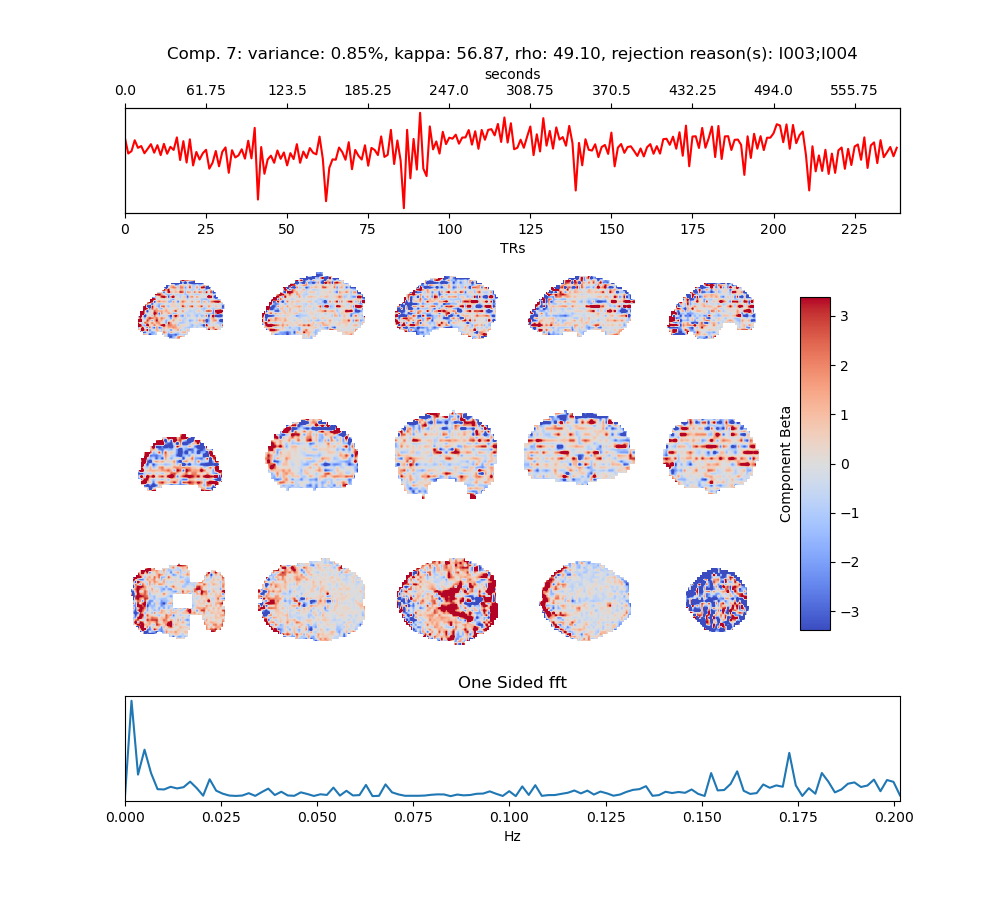 Comp. 7: variance: 0.85%, kappa: 56.87, rho: 49.10, rejection reason(s): I003;I004
seconds
0.0 61.75 123.5 185.25 247.0 308.75 370.5 432.25 494.0 555.75
0 25 50 75 100 125 150 175 200 225
TRs
3
2
1
0
−1
−2
−3
Component Beta
One Sided fft
0.000 0.025 0.050 0.075 0.100 0.125 0.150 0.175 0.200
Hz